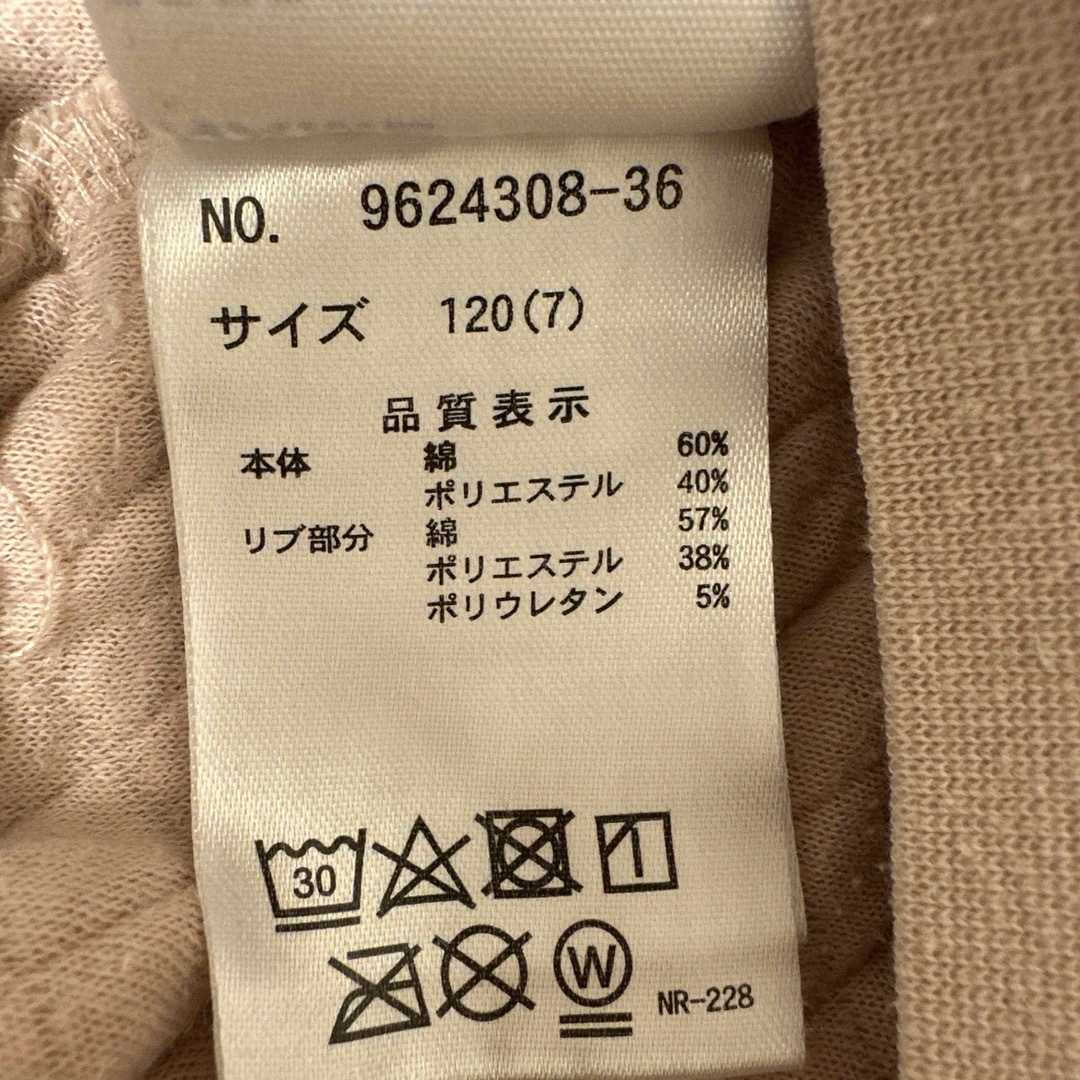 NO. 9624308-36
サイズ 120(7)
品質表示
本体 綿 60%
ポリエステル 40%
リブ部分 綿 57%
ポリエステル 38%
ポリウレタン 5%
30
W
NR-228